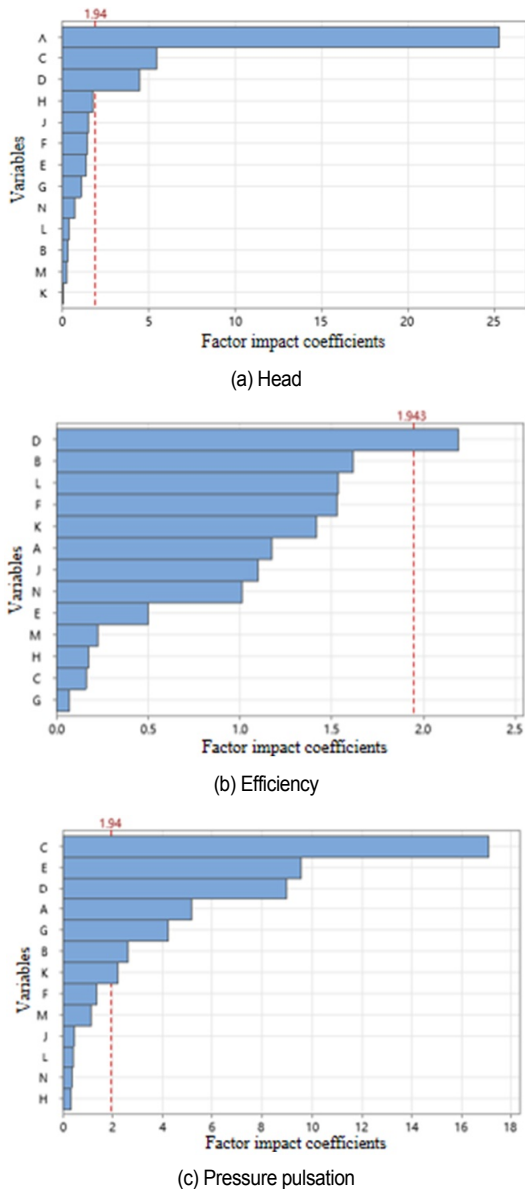 1.94
A
C
D
H
J
F
E
G
N
L
B
M
K
Variables
0 5 10 15 20 25
Factor impact coefficients
(a) Head
1.943
D
B
L
F
K
A
J
N
E
M
H
C
G
Variables
0.0 0.5 1.0 1.5 2.0 2.5
Factor impact coefficients
(b) Efficiency
1.94
C
E
D
A
G
B
K
F
M
J
L
N
H
Variables
0 2 4 6 8 10 12 14 16 18
Factor impact coefficients
(c) Pressure pulsation